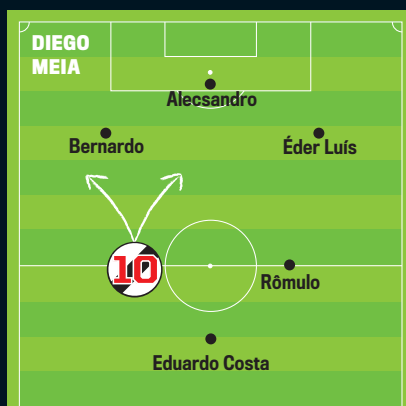 DIEGO
MEIA
Alecsandro
Bernardo
Éder Luís
10
Rômulo
Eduardo Costa